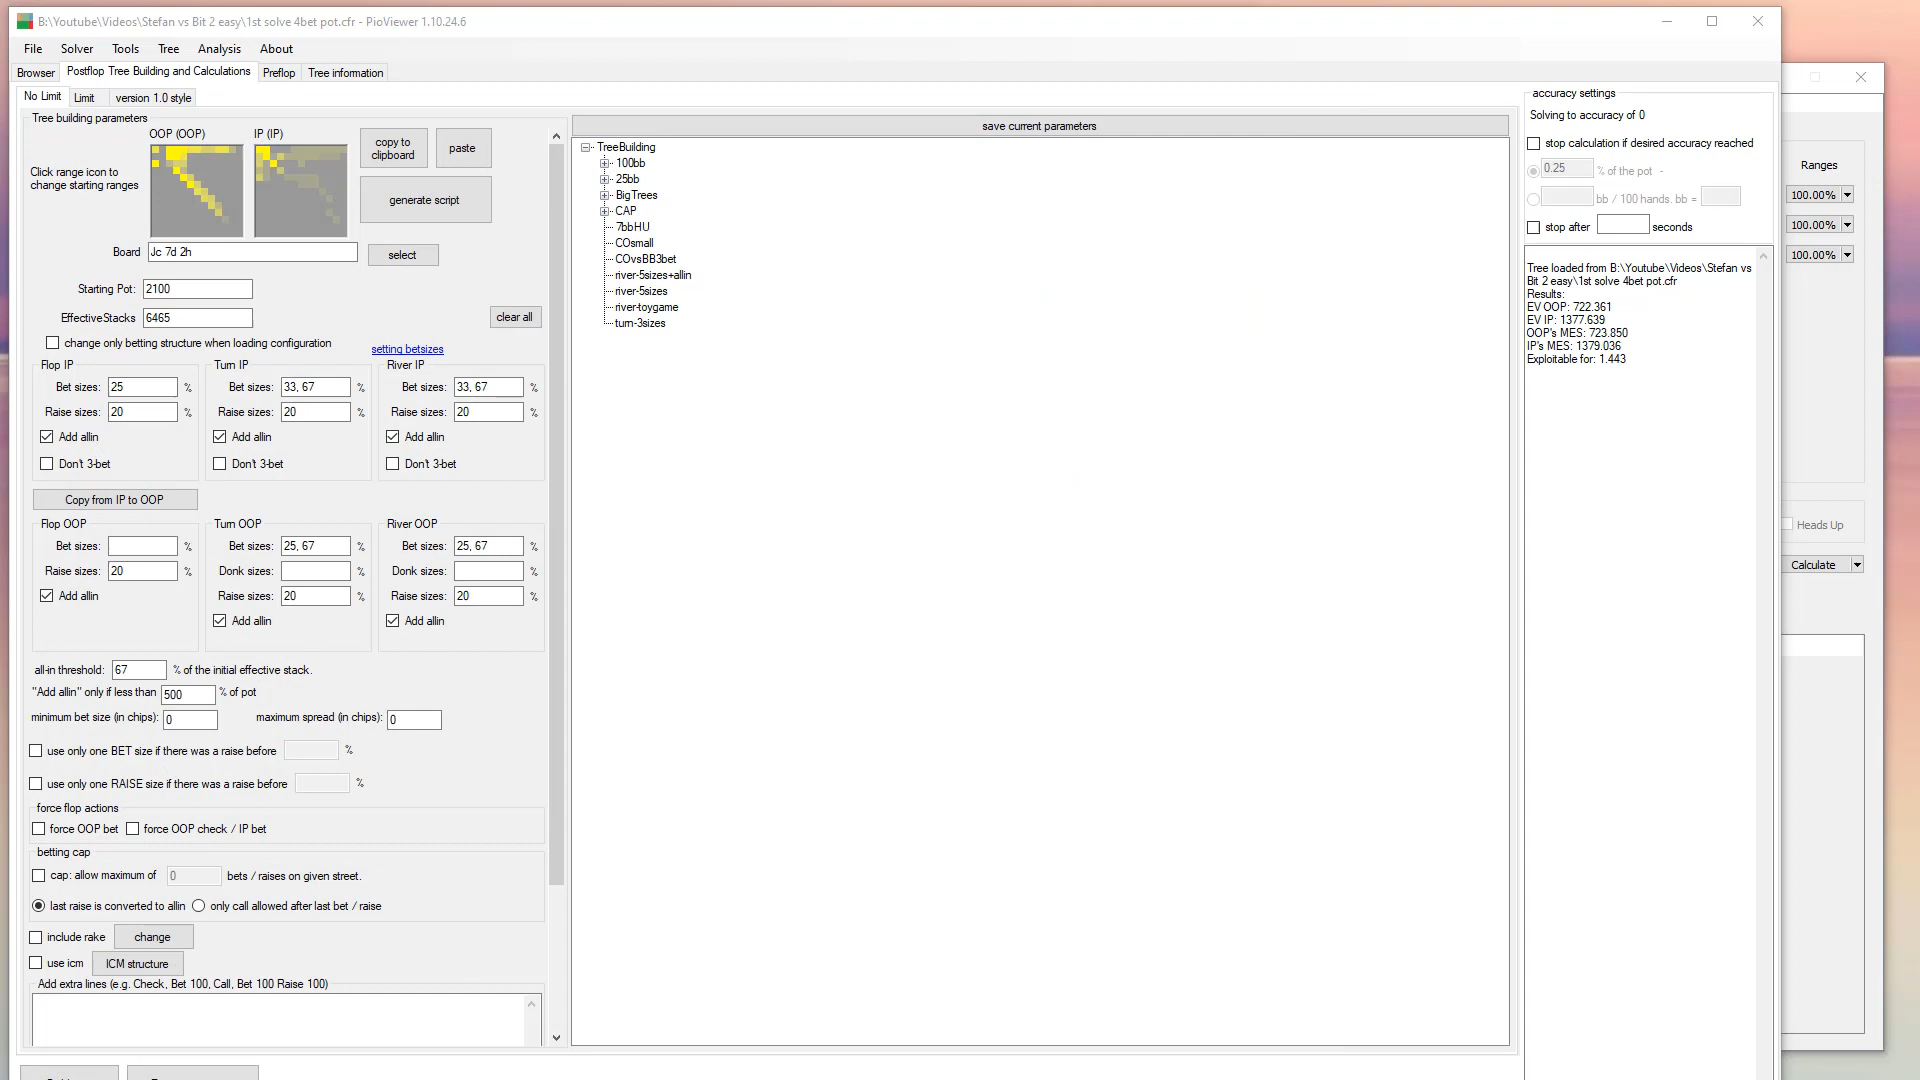 B:\Youtube\Videos\Stefan vs Bit 2 easy\1st solve 4bet pot.cfr - PioViewer 1.10.24.6
File Solver Tools Tree Analysis About
Browser Postflop Tree Building and Calculations Preflop Tree information
No Limit Limit version 1.0 style
Tree building parameters
OOP (OOP) IP (IP)
Click range icon to
change starting ranges
copy to
clipboard
paste
generate script
Board Jc 7d 2h select
Starting Pot: 2100
EffectiveStacks 6465 clear all
change only betting structure when loading configuration
setting betsizes
Flop IP
Bet sizes: 25 %
Raise sizes: 20 %
Add allin
Don't 3-bet
Turn IP
Bet sizes: 33, 67 %
Raise sizes: 20 %
Add allin
Don't 3-bet
River IP
Bet sizes: 33, 67 %
Raise sizes: 20 %
Add allin
Don't 3-bet
Copy from IP to OOP
Flop OOP
Bet sizes: %
Raise sizes: 20 %
Add allin
Turn OOP
Bet sizes: 25, 67 %
Donk sizes: %
Raise sizes: 20 %
Add allin
River OOP
Bet sizes: 25, 67 %
Donk sizes: %
Raise sizes: 20 %
Add allin
all-in threshold: 67 % of the initial effective stack.
"Add allin" only if less than 500 % of pot
minimum bet size (in chips): 0 maximum spread (in chips): 0
use only one BET size if there was a raise before %
use only one RAISE size if there was a raise before %
force flop actions
force OOP bet force OOP check / IP bet
betting cap
cap: allow maximum of 0 bets / raises on given street.
last raise is converted to allin only call allowed after last bet / raise
include rake change
use icm ICM structure
Add extra lines (e.g. Check, Bet 100, Call, Bet 100 Raise 100)
save current parameters
TreeBuilding
100bb
25bb
BigTrees
CAP
7bbHU
COsmall
COvsBB3bet
river-5sizes+allin
river-5sizes
river-toygame
turn-3sizes
accuracy settings
Solving to accuracy of 0
stop calculation if desired accuracy reached
0.25 % of the pot -
bb / 100 hands. bb =
stop after seconds
Tree loaded from B:\Youtube\Videos\Stefan vs
Bit 2 easy\1st solve 4bet pot.cfr
Results:
EV OOP: 722.361
EV IP: 1377.639
OOP's MES: 723.850
IP's MES: 1379.036
Exploitable for: 1.443
Ranges
100.00%
100.00%
100.00%
Heads Up
Calculate